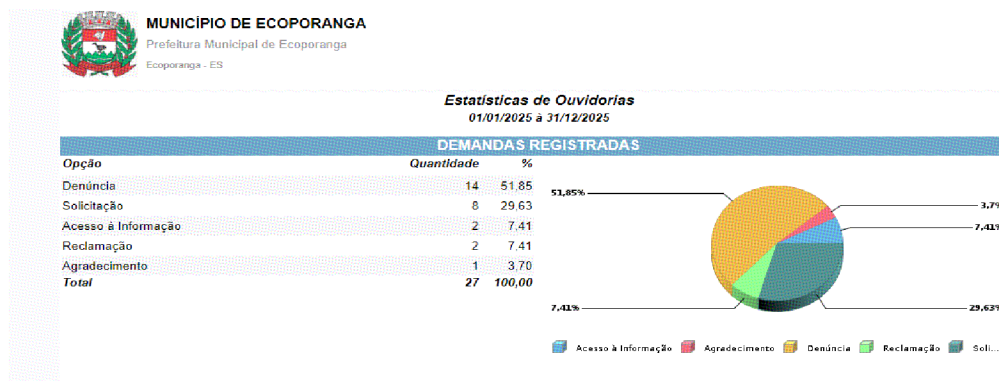 MUNICÍPIO DE ECOPORANGA
Prefeitura Municipal de Ecoporanga
Ecoporanga - ES
Estatísticas de Ouvidorias
01/01/2025 à 31/12/2025
DEMANDAS REGISTRADAS
Opção Quantidade %
Denúncia 14 51,85
Solicitação 8 29,63
Acesso à Informação 2 7,41
Reclamação 2 7,41
Agradecimento 1 3,70
Total 27 100,00
51,85%
3,7%
7,41%
7,41%
29,63%
Acesso à Informação Agradecimento Denúncia Reclamação Soli...